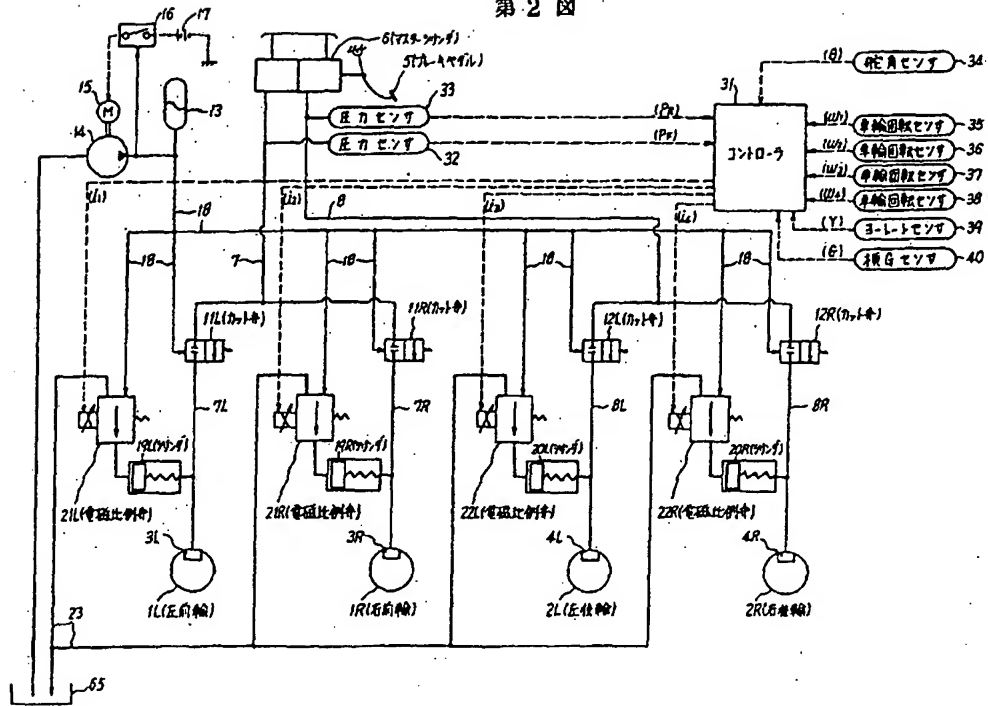 第2図
16
17
15
M
14
13
6(マスターシリンダ)
5(ブレーキペダル)
33
圧力センサ
(PR)
圧力センサ
(PF)
32
31
コントローラ
(θ)
舵角センサ
34
(ω1)
車輪回転センサ
35
(ω2)
車輪回転センサ
36
(ω3)
車輪回転センサ
37
(ω4)
車輪回転センサ
38
(Y)
ヨーレートセンサ
39
(G)
横Gセンサ
40
(i1)
(i2)
(i3)
(i4)
18
18
7
8
18
18
18
18
11L(カット弁)
11R(カット弁)
12L(カット弁)
12R(カット弁)
7L
7R
8L
8R
19L(シリンダ)
19R(シリンダ)
20L(シリンダ)
20R(シリンダ)
21L(電磁比例弁)
21R(電磁比例弁)
22L(電磁比例弁)
22R(電磁比例弁)
3L
3R
4L
4R
1L(左前輪)
1R(右前輪)
2L(左後輪)
2R(右後輪)
23
65